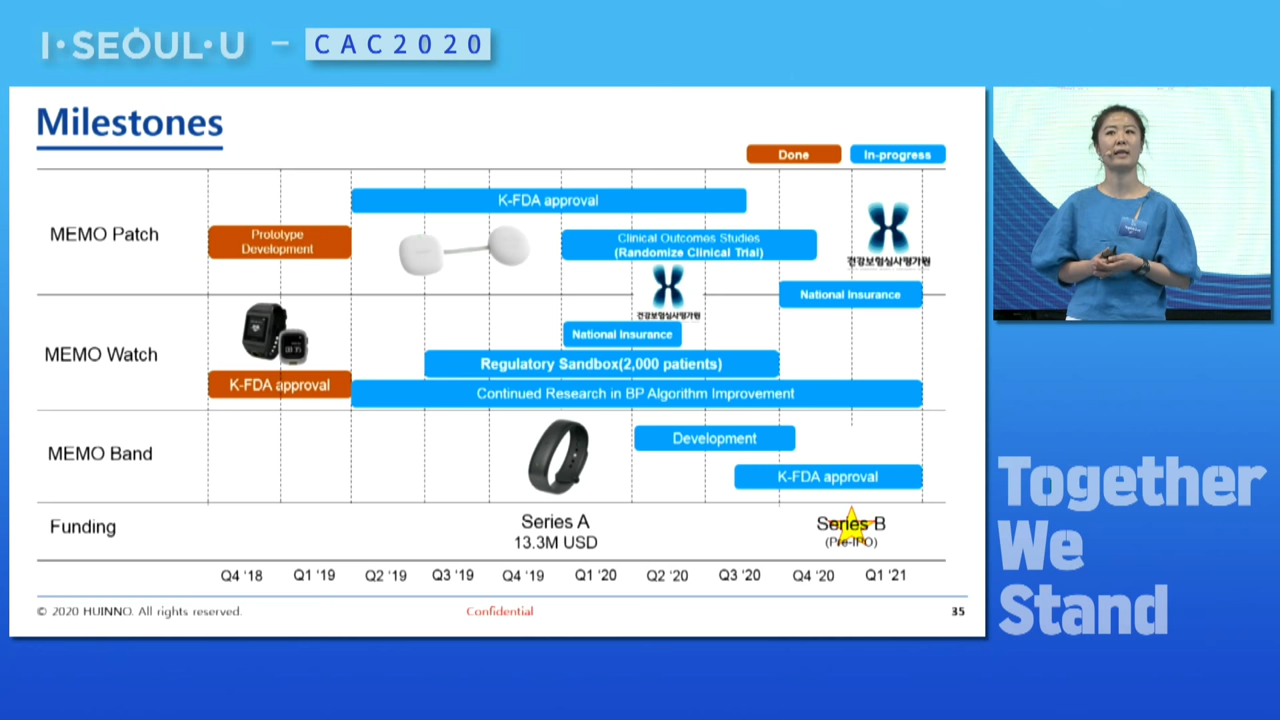 I·SEOUL·U – CAC2020
Milestones
Done
In-progress
MEMO Patch
K-FDA approval
Prototype
Development
Clinical Outcomes Studies
(Randomize Clinical Trial)
건강보험심사평가원
National Insurance
MEMO Watch
건강보험심사평가원
National Insurance
Regulatory Sandbox(2,000 patients)
K-FDA approval
Continued Research in BP Algorithm Improvement
MEMO Band
Development
K-FDA approval
Funding
Series A
13.3M USD
Series B
(Pre-IPO)
Q4 '18
Q1 '19
Q2 '19
Q3 '19
Q4 '19
Q1 '20
Q2 '20
Q3 '20
Q4 '20
Q1 '21
© 2020 HUINNO. All rights reserved.
Confidential
35
Together
We
Stand